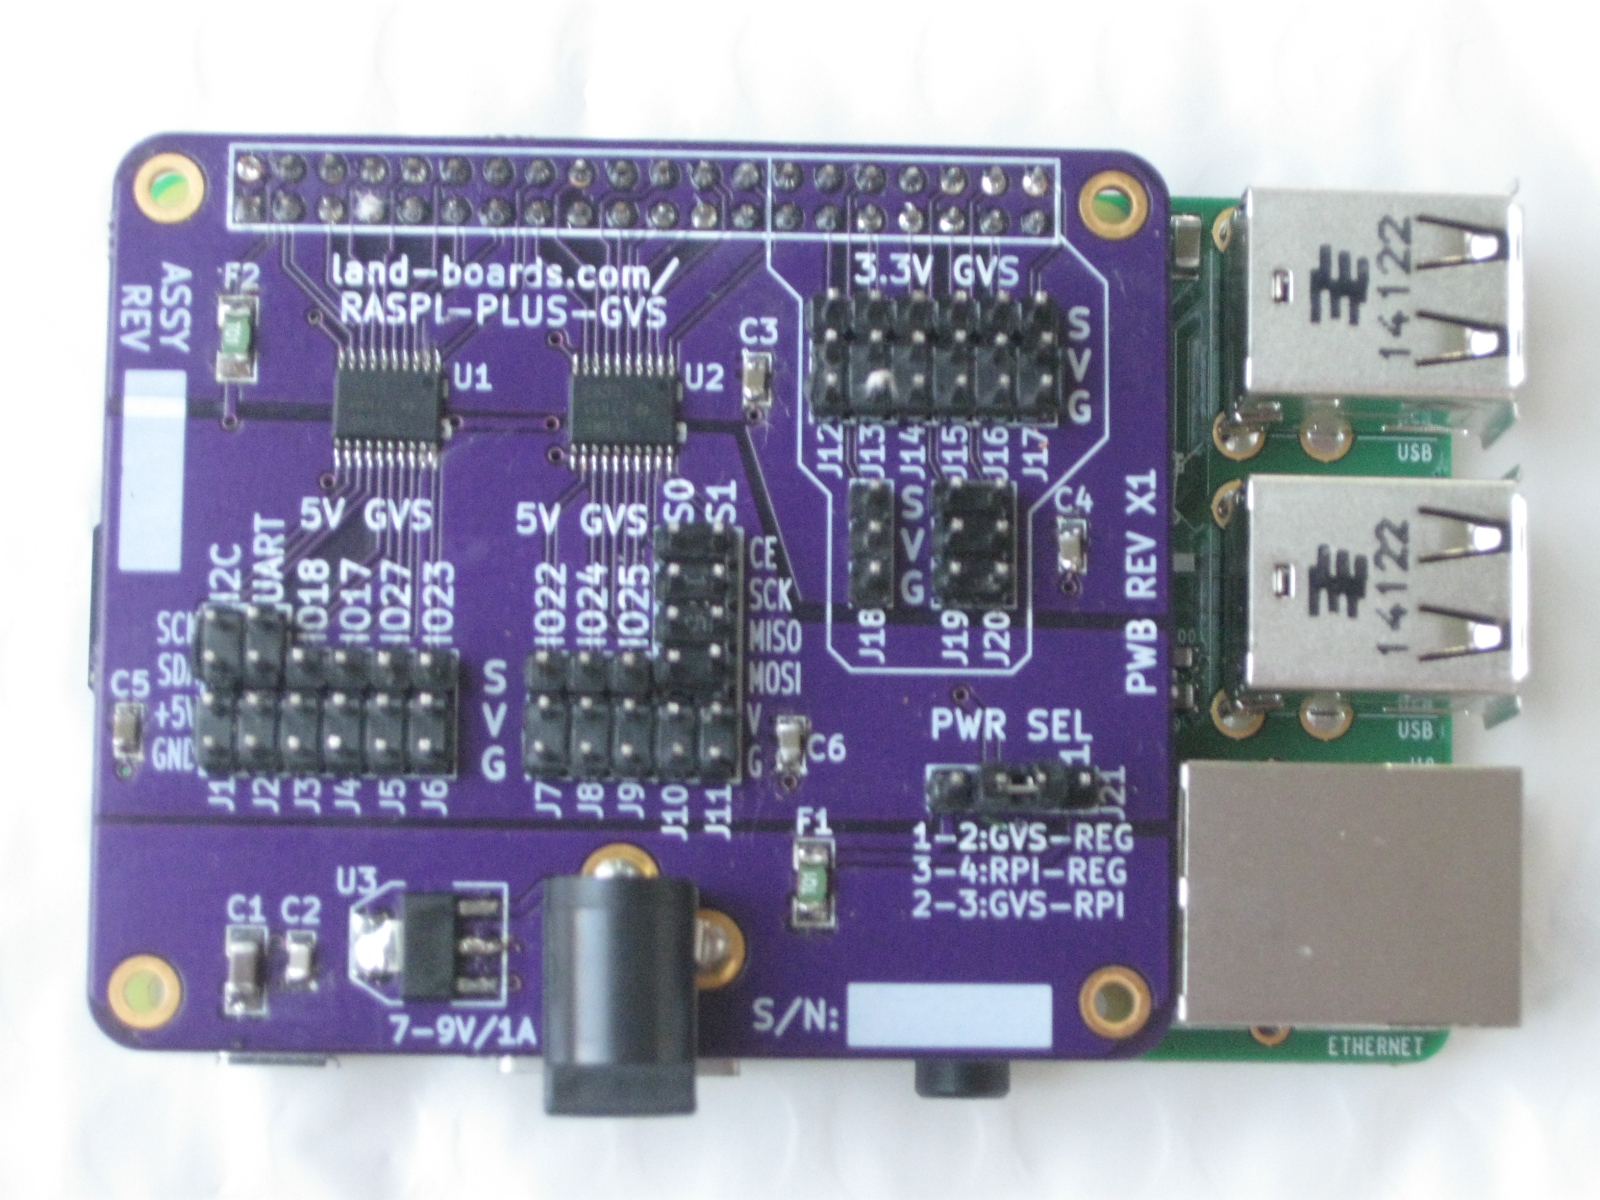 land-boards.com/
RASPI-PLUS-GVS
ASSY
REV
F2
U1
U2
C3
3.3V GVS
S
V
G
J12
J13
J14
J15
J16
J17
S
V
G
J18
J19
J20
C4
PWB REV X1
5V GVS
I2C
UART
IO18
IO17
IO27
IO23
SCK
SDA
+5V
GND
C5
J1
J2
J3
J4
J5
J6
S
V
G
5V GVS
IO22
IO24
IO25
S0
S1
CE
SCK
MISO
MOSI
V
G
J7
J8
J9
J10
J11
C6
PWR SEL
1
J21
1-2:GVS-REG
3-4:RPI-REG
2-3:GVS-RPI
F1
U3
C1
C2
7-9V/1A
S/N:
14122
USB
14122
USB
ETHERNET